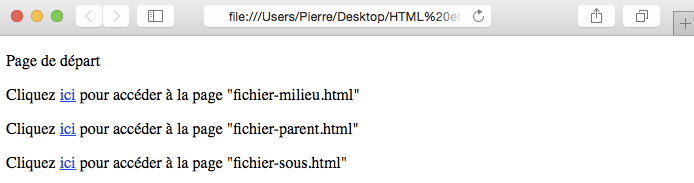 file:///Users/Pierre/Desktop/HTML%20et
Page de départ
Cliquez ici pour accéder à la page "fichier-milieu.html"
Cliquez ici pour accéder à la page "fichier-parent.html"
Cliquez ici pour accéder à la page "fichier-sous.html"